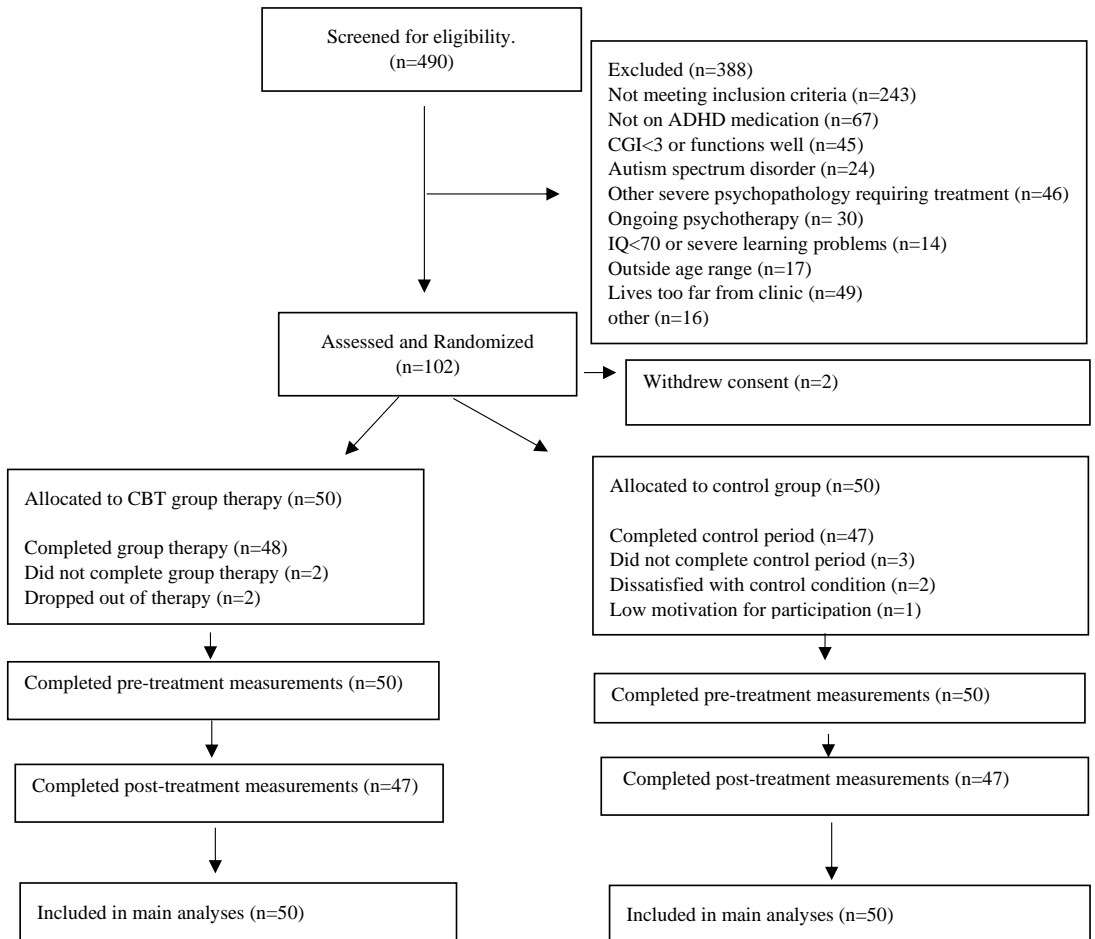 Screened for eligibility.
(n=490)
Excluded (n=388)
Not meeting inclusion criteria (n=243)
Not on ADHD medication (n=67)
CGI<3 or functions well (n=45)
Autism spectrum disorder (n=24)
Other severe psychopathology requiring treatment (n=46)
Ongoing psychotherapy (n= 30)
IQ<70 or severe learning problems (n=14)
Outside age range (n=17)
Lives too far from clinic (n=49)
other (n=16)
Assessed and Randomized
(n=102)
Withdrew consent (n=2)
Allocated to CBT group therapy (n=50)
Completed group therapy (n=48)
Did not complete group therapy (n=2)
Dropped out of therapy (n=2)
Allocated to control group (n=50)
Completed control period (n=47)
Did not complete control period (n=3)
Dissatisfied with control condition (n=2)
Low motivation for participation (n=1)
Completed pre-treatment measurements (n=50)
Completed pre-treatment measurements (n=50)
Completed post-treatment measurements (n=47)
Completed post-treatment measurements (n=47)
Included in main analyses (n=50)
Included in main analyses (n=50)